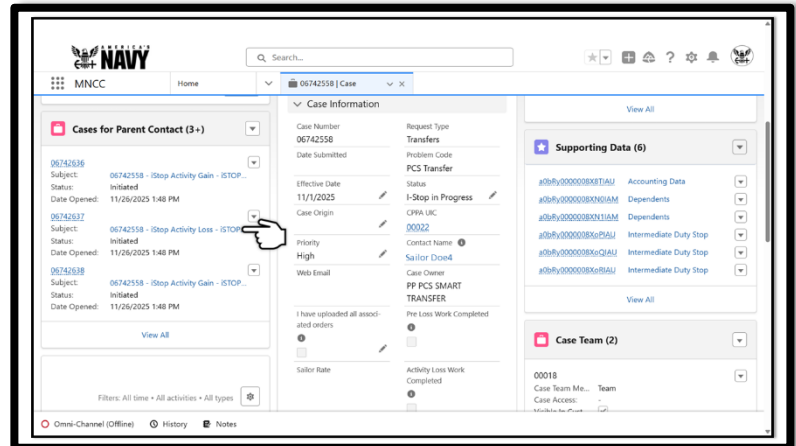 AMERICA'S
NAVY
Search...
MNCC
Home
06742558 | Case
Cases for Parent Contact (3+)
06742636
Subject: 06742558 - iStop Activity Gain - iSTOP...
Status: Initiated
Date Opened: 11/26/2025 1:48 PM
06742637
Subject: 06742558 - iStop Activity Loss - iSTOP
Status: Initiated
Date Opened: 11/26/2025 1:48 PM
06742638
Subject: 06742558 - iStop Activity Gain - iSTOP...
Status: Initiated
Date Opened: 11/26/2025 1:48 PM
View All
Filters: All time • All activities • All types
Case Information
Case Number
06742558
Request Type
Transfers
Date Submitted
Problem Code
PCS Transfer
Effective Date
11/1/2025
Status
I-Stop in Progress
Case Origin
CPPA UIC
00022
Priority
High
Contact Name
Sailor Doe4
Web Email
Case Owner
PP PCS SMART
TRANSFER
I have uploaded all associ-
ated orders
Pre Loss Work Completed
Sailor Rate
Activity Loss Work
Completed
View All
Supporting Data (6)
a0bRy0000008X8TIAU Accounting Data
a0bRy0000008XN0IAM Dependents
a0bRy0000008XN1IAM Dependents
a0bRy0000008XoPIAU Intermediate Duty Stop
a0bRy0000008XoQIAU Intermediate Duty Stop
a0bRy0000008XoRIAU Intermediate Duty Stop
View All
Case Team (2)
00018
Case Team Me... Team
Case Access: -
Omni-Channel (Offline)
History
Notes